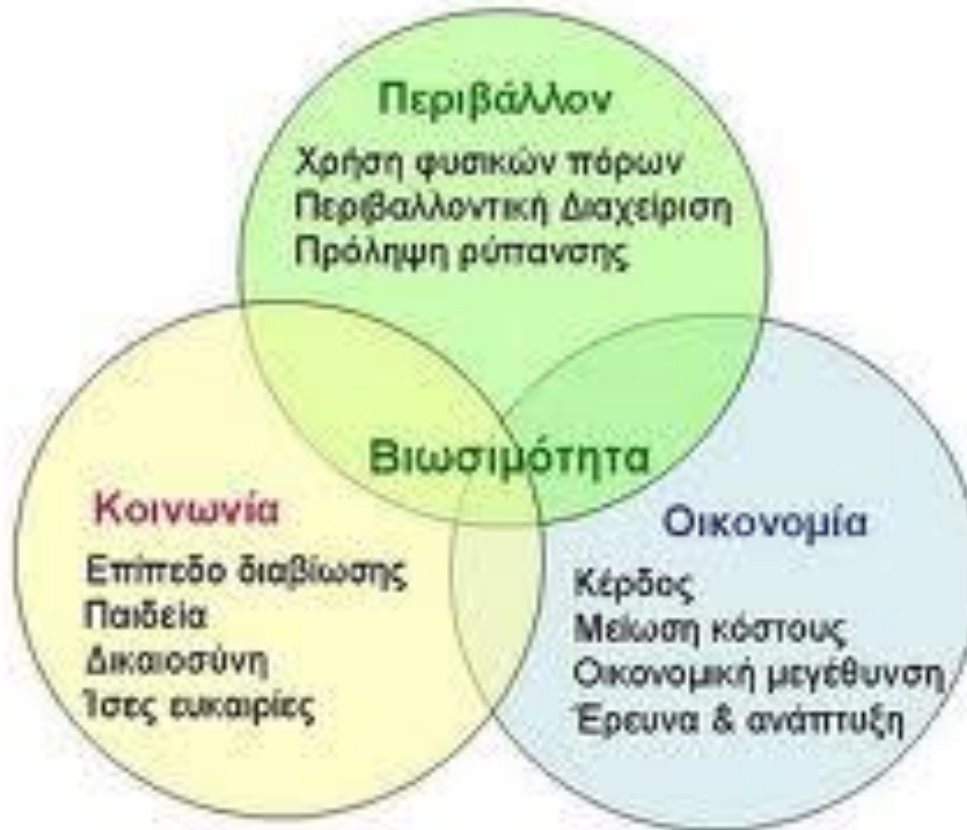 Περιβάλλον
Χρήση φυσικών πόρων
Περιβαλλοντική Διαχείριση
Πρόληψη ρύπανσης
Βιωσιμότητα
Κοινωνία
Επίπεδο διαβίωσης
Παιδεία
Δικαιοσύνη
Ίσες ευκαιρίες
Οικονομία
Κέρδος
Μείωση κόστους
Οικονομική μεγέθυνση
Έρευνα & ανάπτυξη